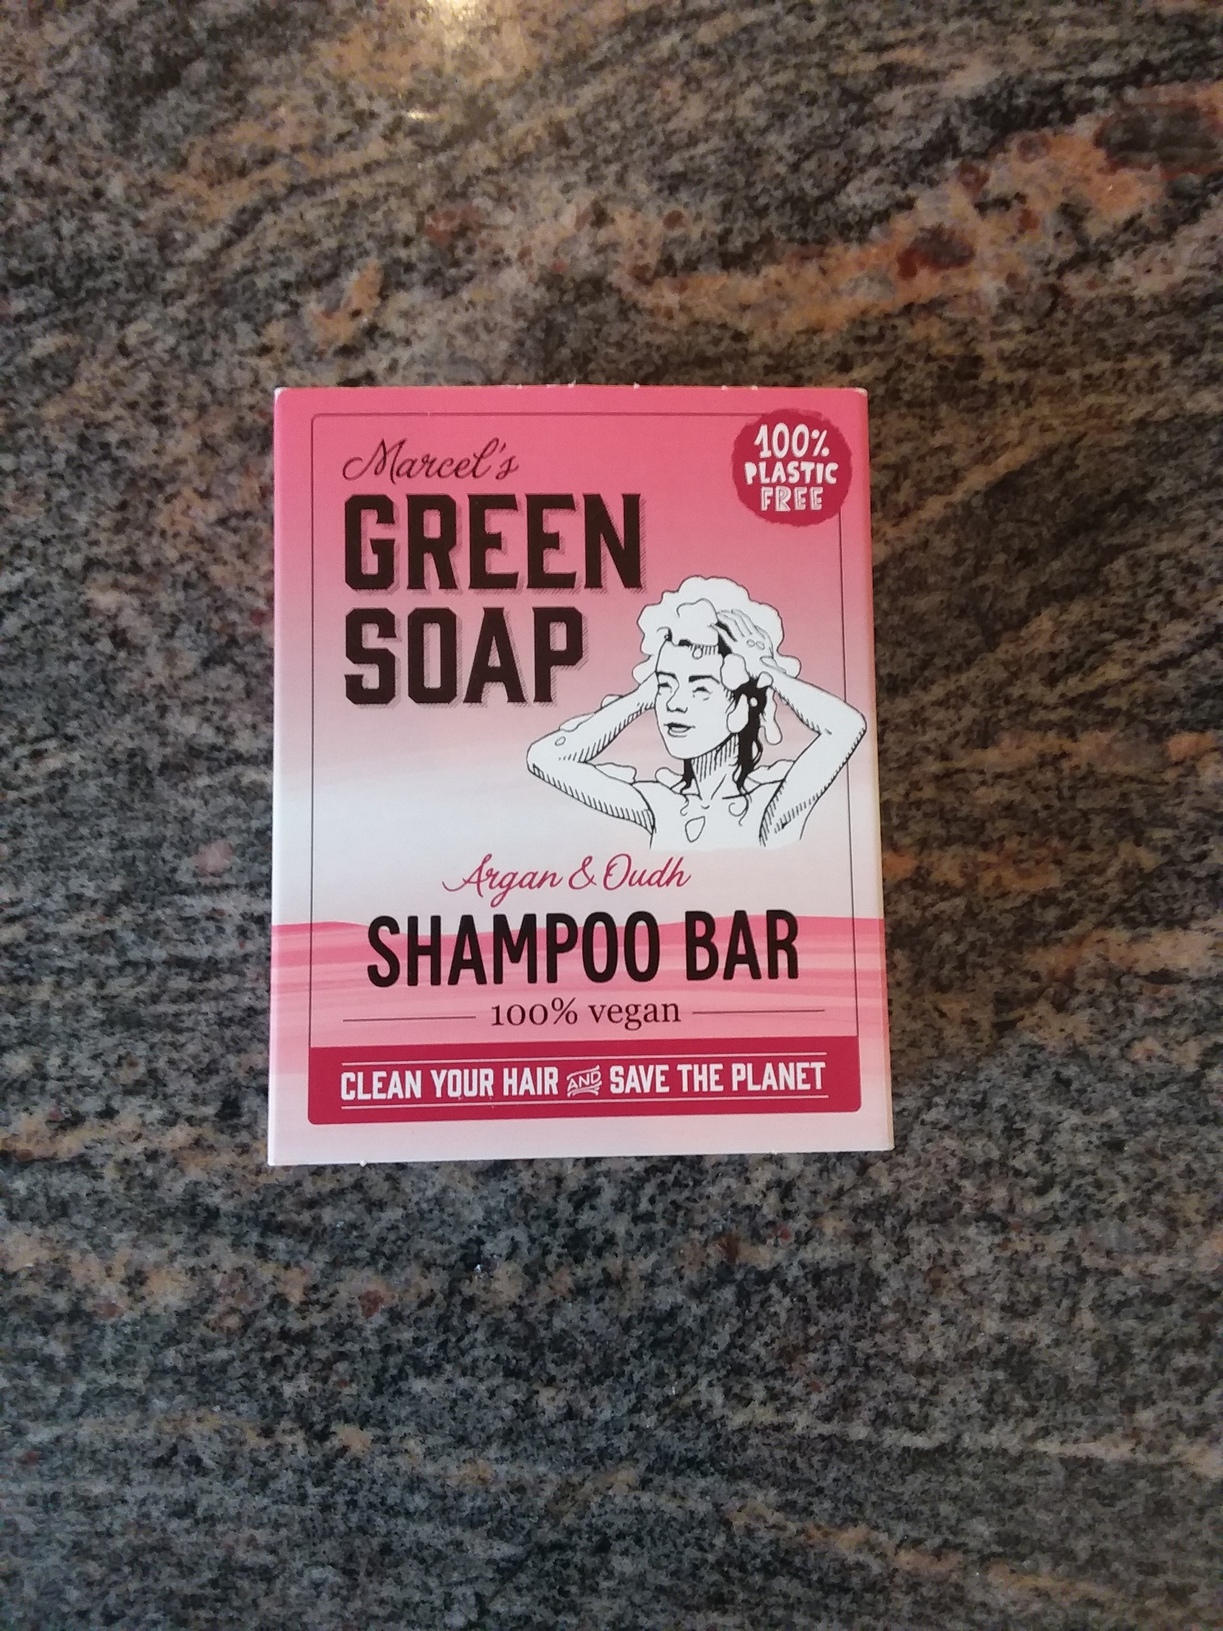 Marcel's
GREEN
SOAP
100%
PLASTIC
FREE
Argan & Oudh
SHAMPOO BAR
100% vegan
CLEAN YOUR HAIR AND SAVE THE PLANET